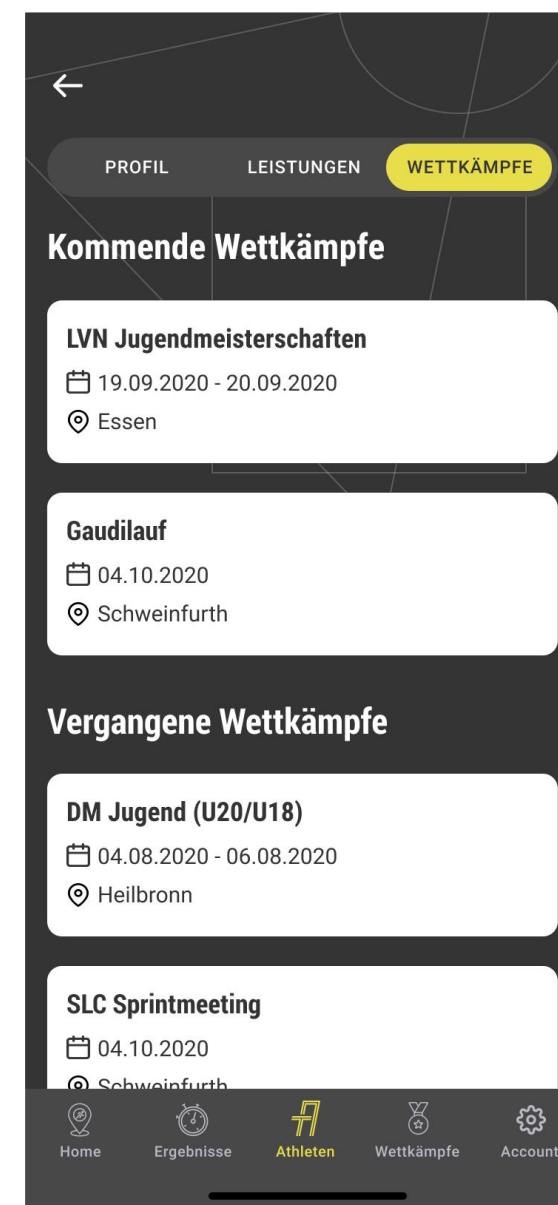 PROFIL LEISTUNGEN WETTKÄMPFE
Kommende Wettkämpfe
LVN Jugendmeisterschaften
19.09.2020 - 20.09.2020
Essen
Gaudilauf
04.10.2020
Schweinfurth
Vergangene Wettkämpfe
DM Jugend (U20/U18)
04.08.2020 - 06.08.2020
Heilbronn
SLC Sprintmeeting
04.10.2020
Schweinfurth
Home Ergebnisse Athleten Wettkämpfe Account